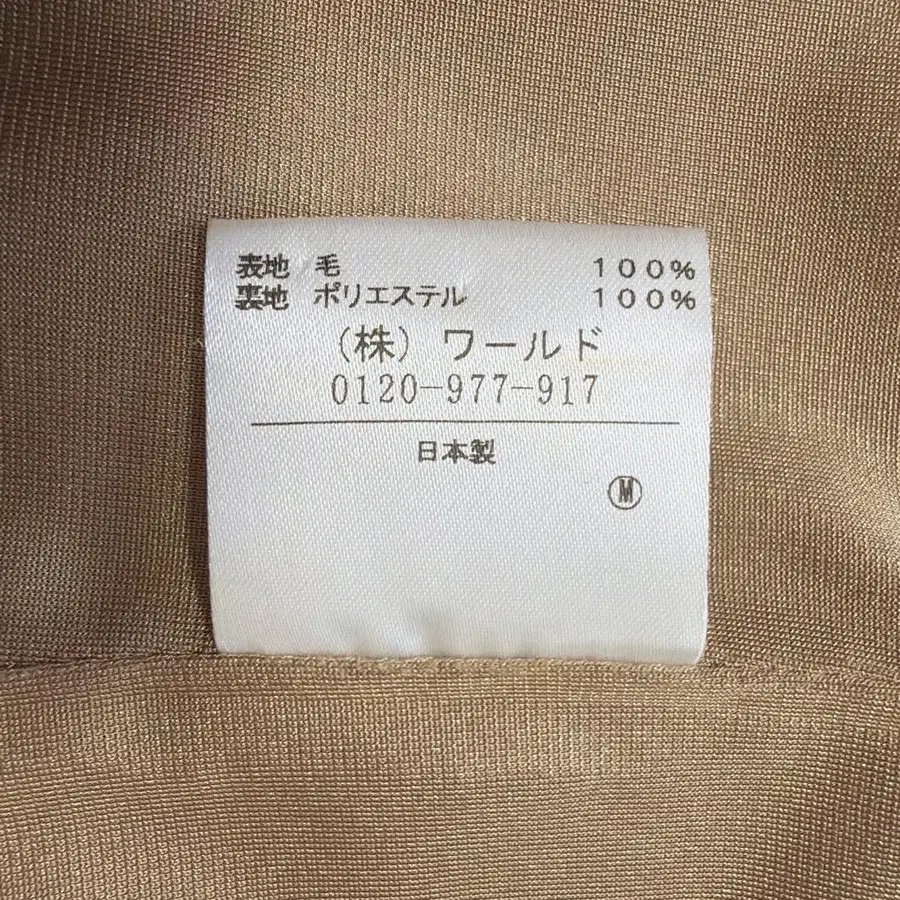 表地 毛 100%
裏地 ポリエステル 100%
(株)ワールド
0120-977-917
日本製
Ⓜ